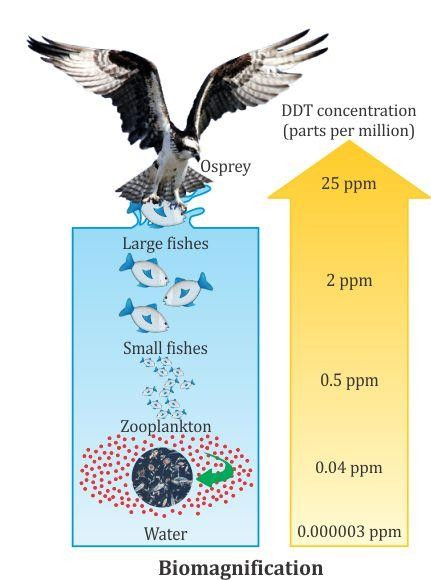 DDT concentration
(parts per million)
Osprey
25 ppm
Large fishes
2 ppm
Small fishes
0.5 ppm
Zooplankton
0.04 ppm
Water
0.000003 ppm
Biomagnification